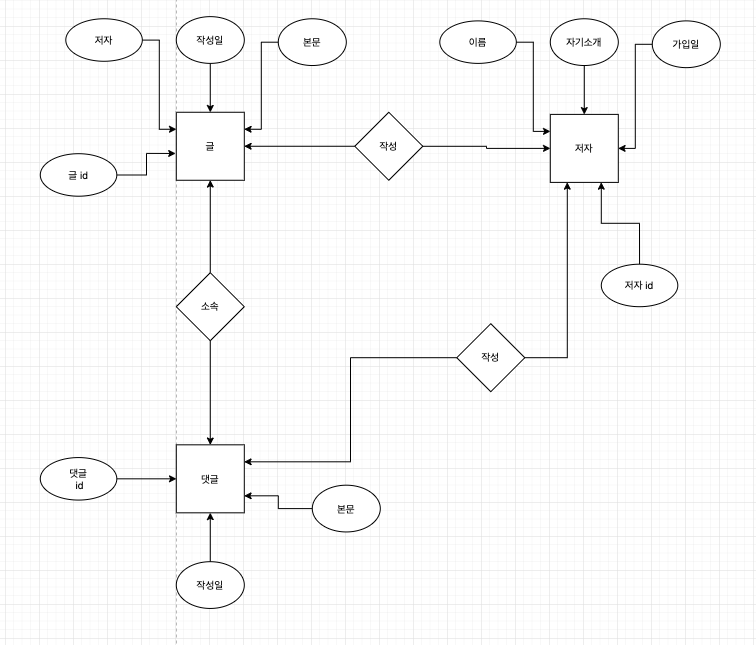 저자
작성일
본문
이름
자기소개
가입일
글
작성
저자
글 id
저자 id
소속
작성
댓글
id
댓글
본문
작성일